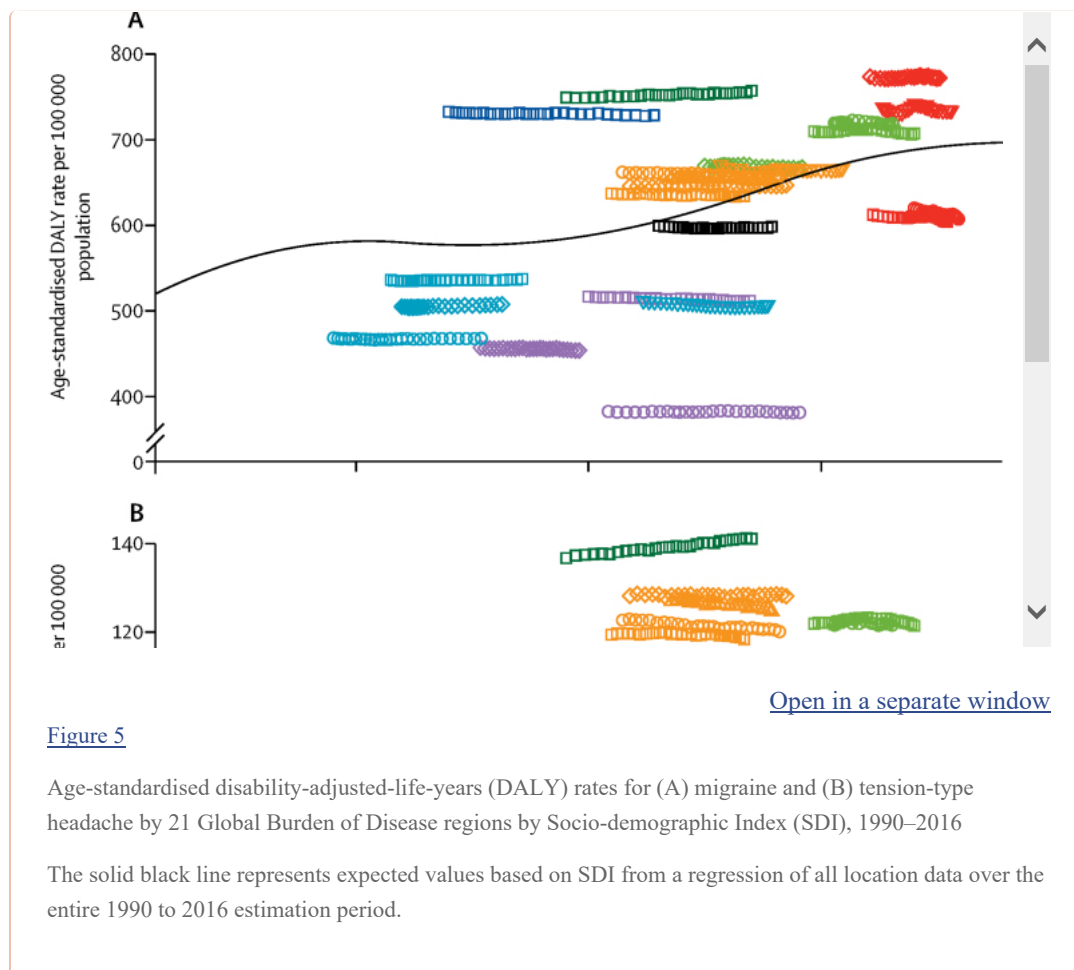 A
800
700
600
500
400
0
Age-standardised DALY rate per 100 000
population
B
140
120
er 100 000
Open in a separate window
Figure 5
Age-standardised disability-adjusted-life-years (DALY) rates for (A) migraine and (B) tension-type
headache by 21 Global Burden of Disease regions by Socio-demographic Index (SDI), 1990–2016
The solid black line represents expected values based on SDI from a regression of all location data over the
entire 1990 to 2016 estimation period.